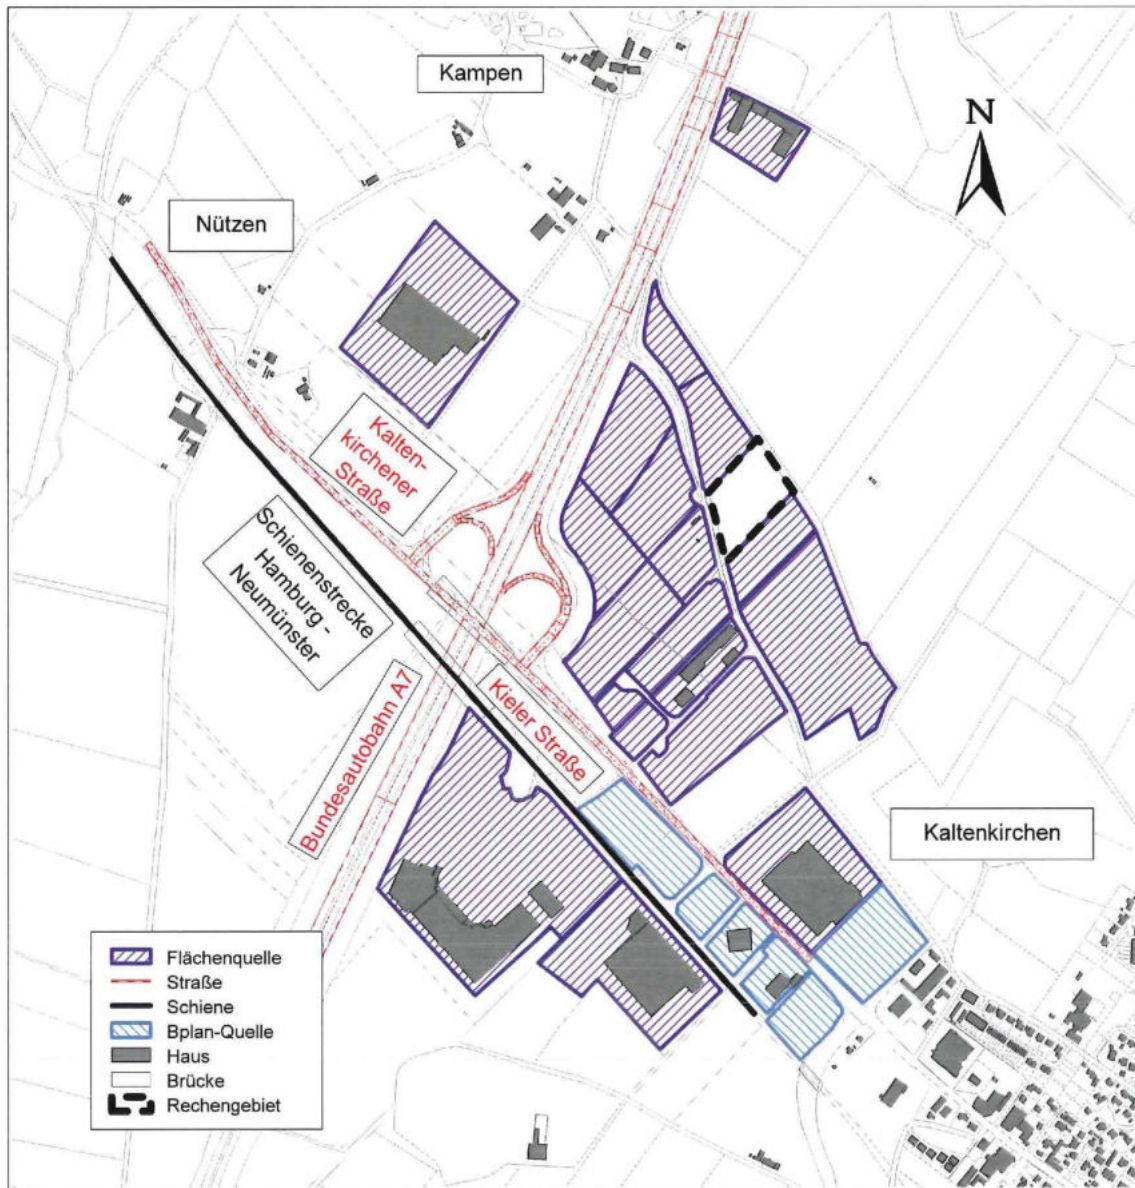 Kampen
N
Nützen
Kalten-
kirchener
Straße
Schienenstrecke
Hamburg -
Neumünster
Bundesautobahn A7
Kieler Straße
Kaltenkirchen
Flächenquelle
Straße
Schiene
Bplan-Quelle
Haus
Brücke
Rechengebiet